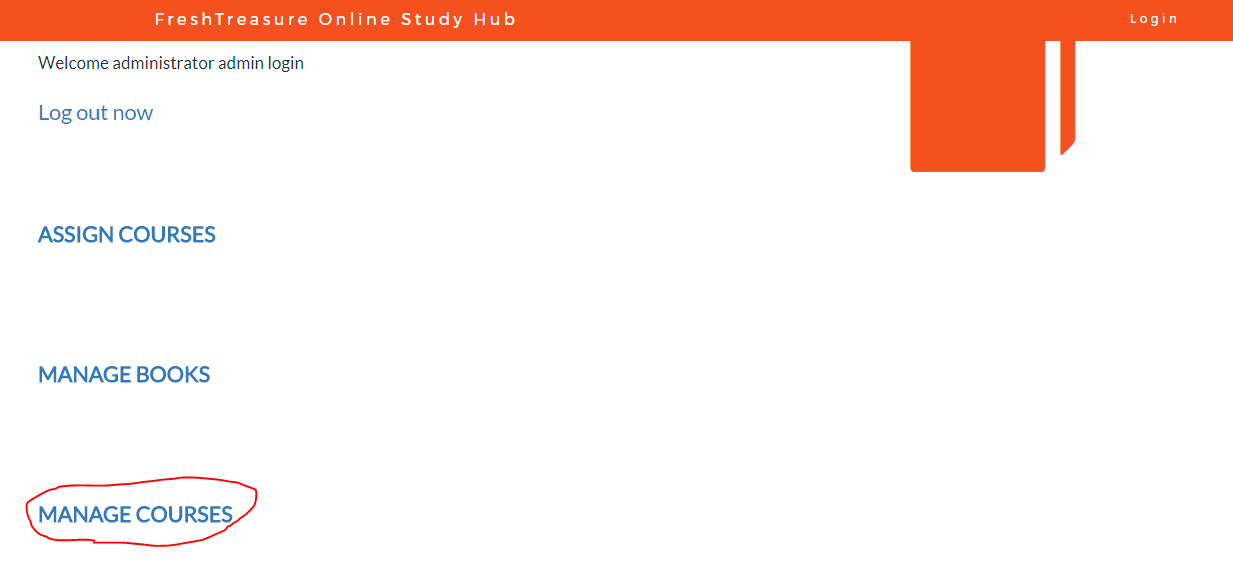 FreshTreasure Online Study Hub
Login
Welcome administrator admin login
Log out now
ASSIGN COURSES
MANAGE BOOKS
MANAGE COURSES